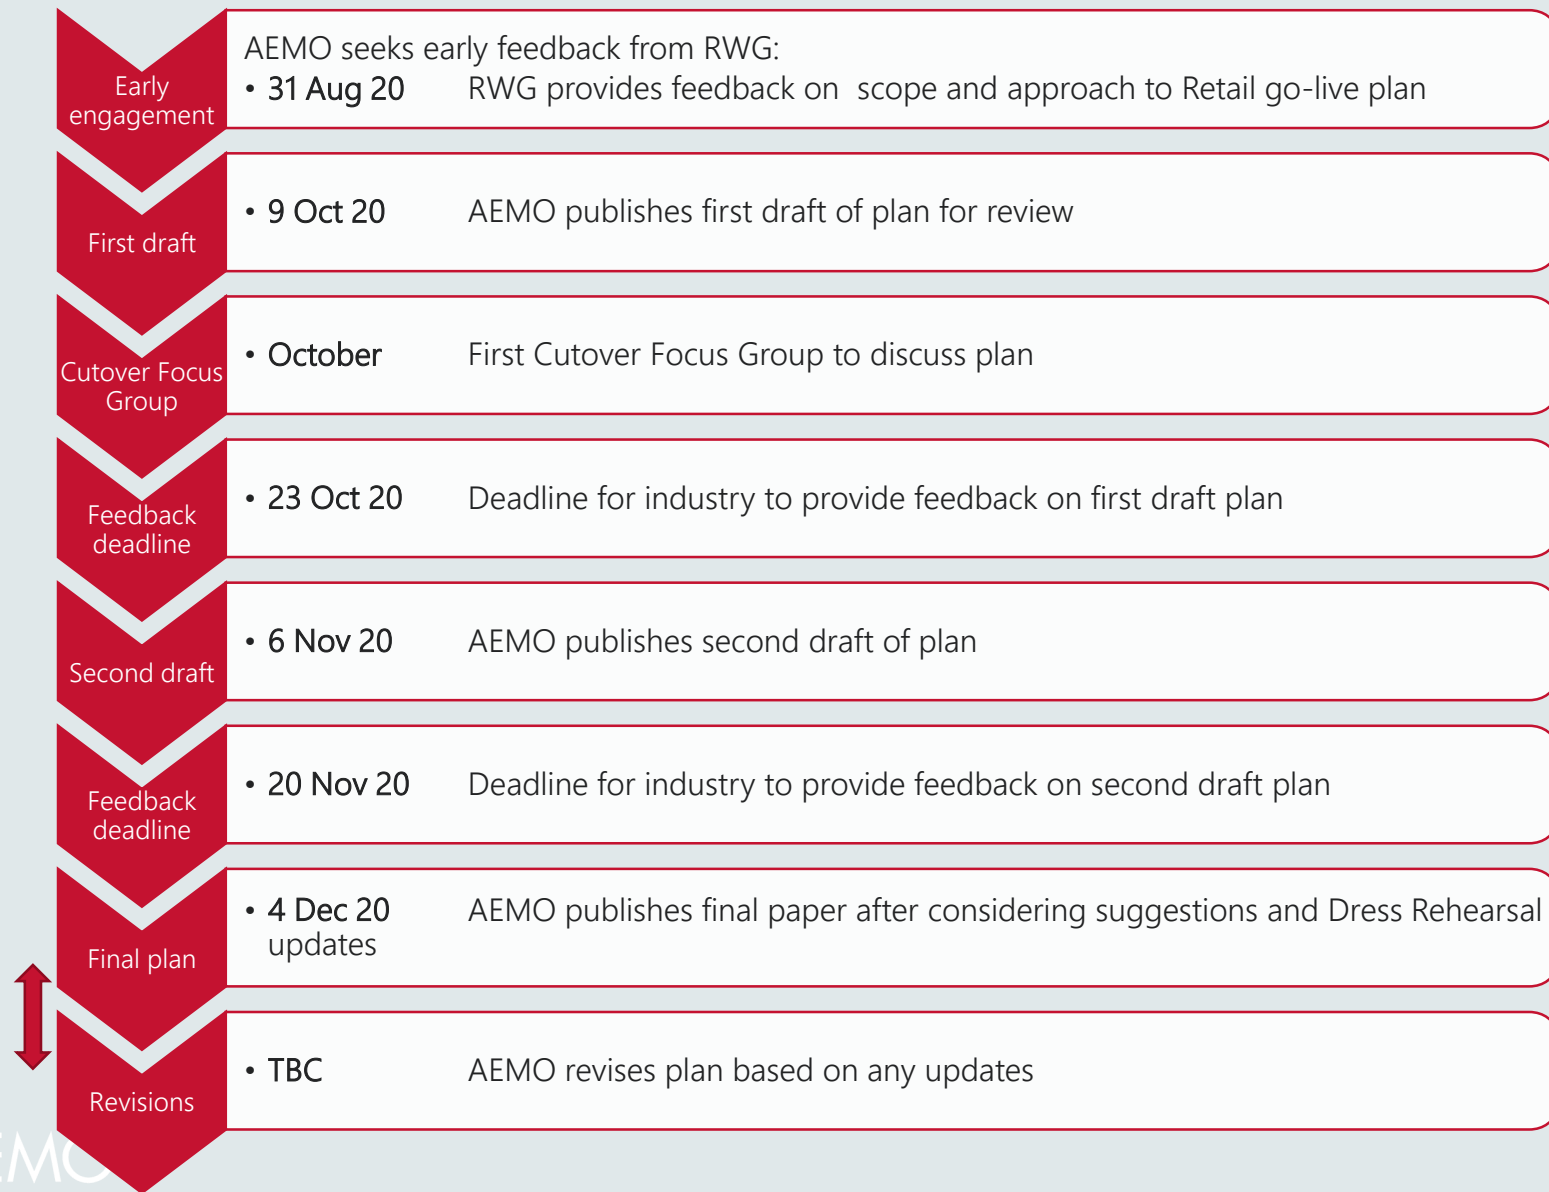 Early
engagement
AEMO seeks early feedback from RWG:
• 31 Aug 20 RWG provides feedback on scope and approach to Retail go-live plan
First draft
• 9 Oct 20 AEMO publishes first draft of plan for review
Cutover Focus
Group
• October First Cutover Focus Group to discuss plan
Feedback
deadline
• 23 Oct 20 Deadline for industry to provide feedback on first draft plan
Second draft
• 6 Nov 20 AEMO publishes second draft of plan
Feedback
deadline
• 20 Nov 20 Deadline for industry to provide feedback on second draft plan
Final plan
• 4 Dec 20 AEMO publishes final paper after considering suggestions and Dress Rehearsal
updates
Revisions
• TBC AEMO revises plan based on any updates